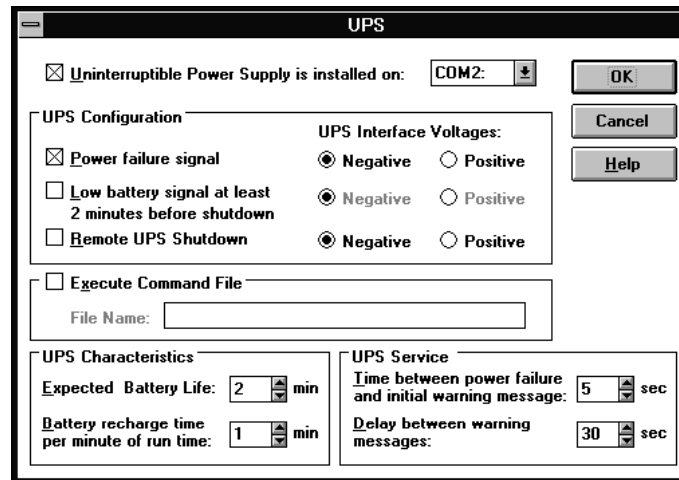 UPS
Uninterruptible Power Supply is installed on: COM2:
OK
Cancel
Help
UPS Configuration
UPS Interface Voltages:
Power failure signal Negative Positive
Low battery signal at least
2 minutes before shutdown Negative Positive
Remote UPS Shutdown Negative Positive
Execute Command File
File Name:
UPS Characteristics
Expected Battery Life: 2 min
Battery recharge time
per minute of run time: 1 min
UPS Service
Time between power failure
and initial warning message: 5 sec
Delay between warning
messages: 30 sec